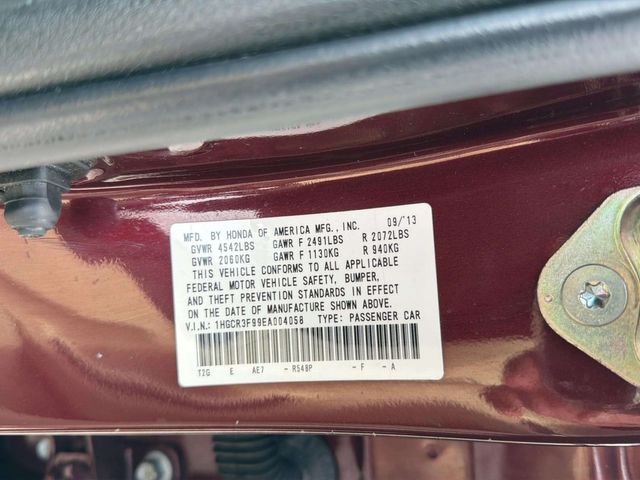 MFD. BY HONDA OF AMERICA MFG., INC. 09/'13
GVWR 4542LBS GAWR F 2491LBS R 2072LBS
GVWR 2060KG GAWR F 1130KG R 940KG
THIS VEHICLE CONFORMS TO ALL APPLICABLE
FEDERAL MOTOR VEHICLE SAFETY, BUMPER,
AND THEFT PREVENTION STANDARDS IN EFFECT
ON THE DATE OF MANUFACTURE SHOWN ABOVE.
V.I.N.: 1HGCR3F99EA004058 TYPE: PASSENGER CAR
T2G E AE7 - R548P - F - A